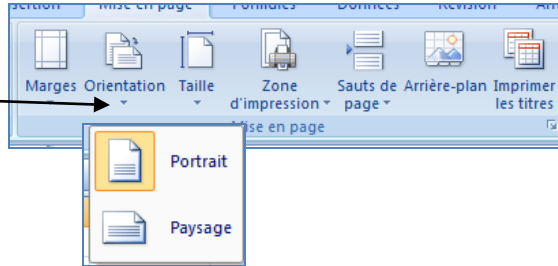 Mise en page Formules Données Révision
Marges Orientation Taille Zone d'impression Sauts de page Arrière-plan Imprimer les titres
Mise en page
Portrait
Paysage